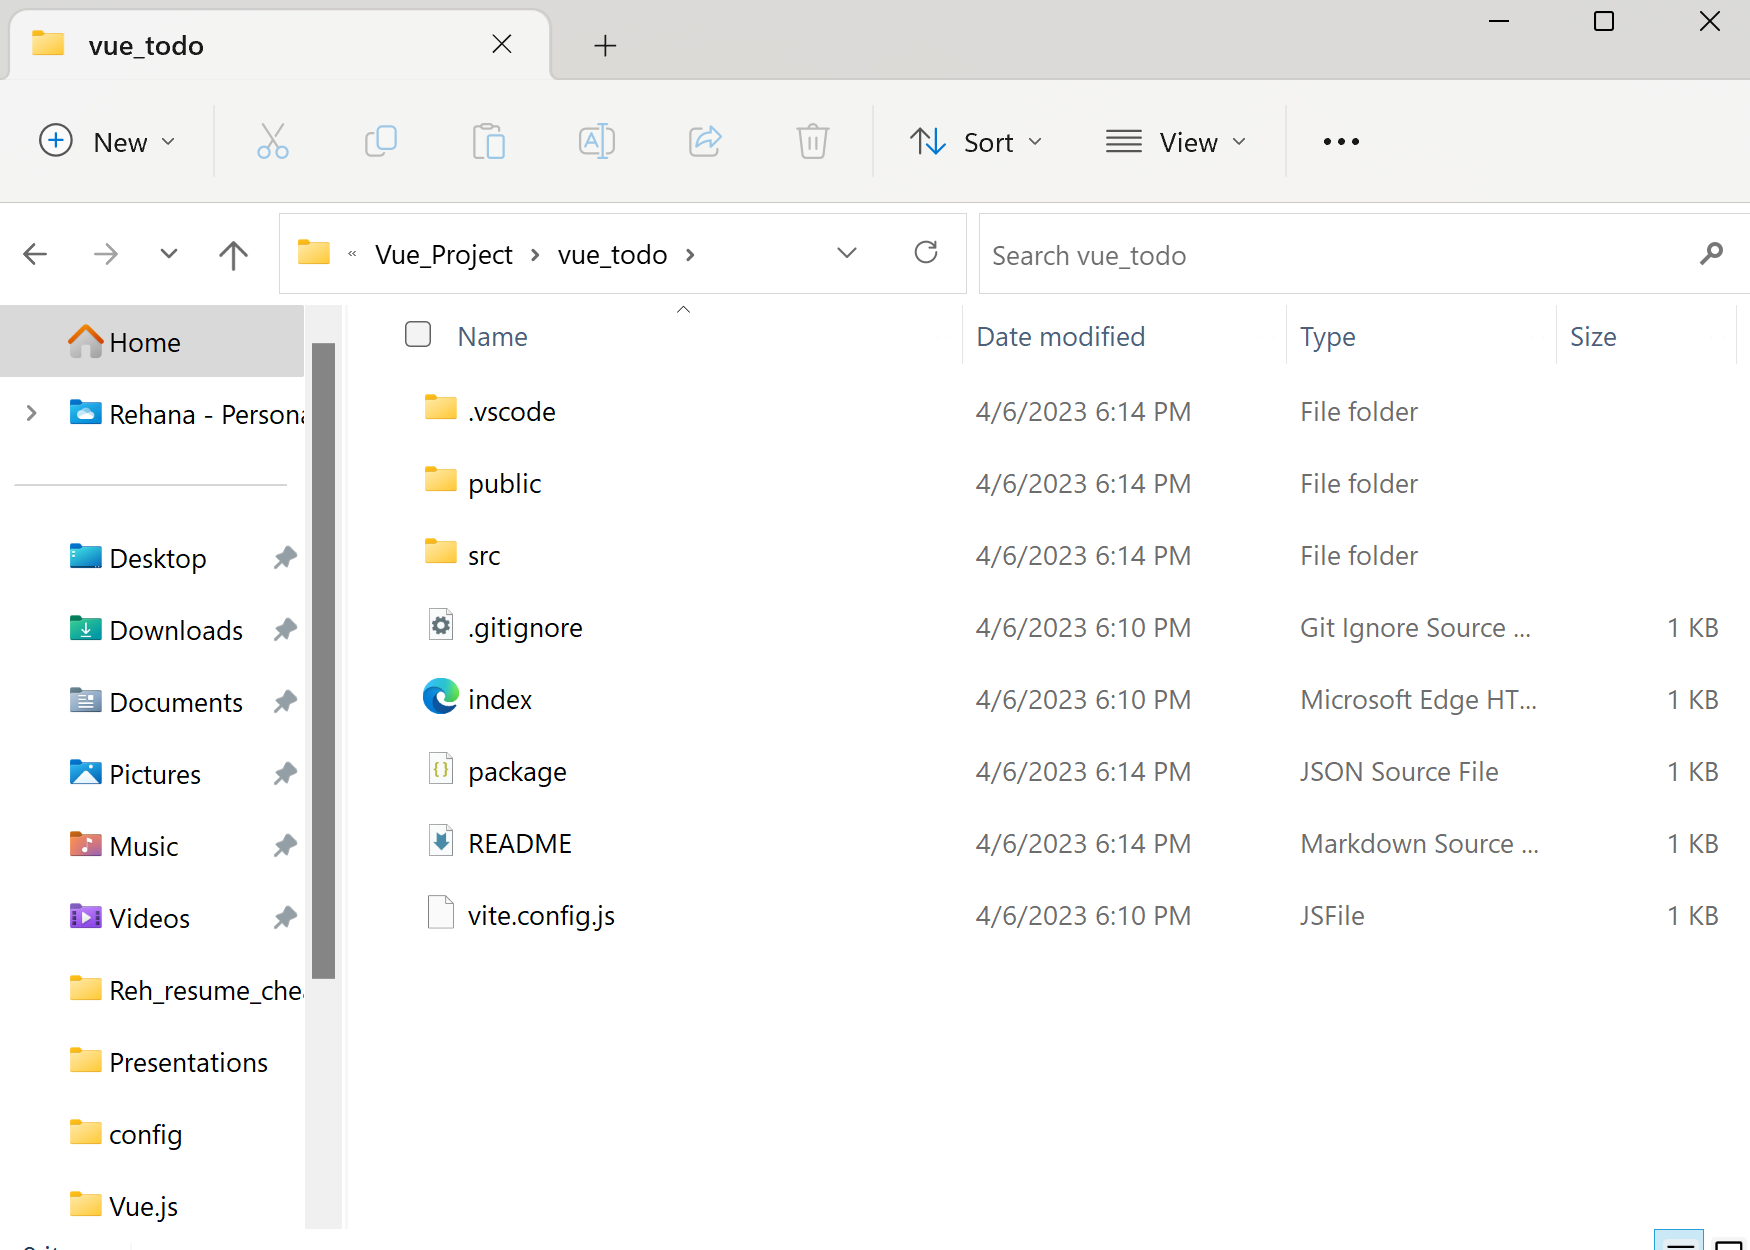 vue_todo
New
Sort
View
« Vue_Project › vue_todo ›
Search vue_todo
Home
Rehana - Persona
Desktop
Downloads
Documents
Pictures
Music
Videos
Reh_resume_che
Presentations
config
Vue.js
Name Date modified Type Size
.vscode 4/6/2023 6:14 PM File folder
public 4/6/2023 6:14 PM File folder
src 4/6/2023 6:14 PM File folder
.gitignore 4/6/2023 6:10 PM Git Ignore Source ... 1 KB
index 4/6/2023 6:10 PM Microsoft Edge HT... 1 KB
package 4/6/2023 6:14 PM JSON Source File 1 KB
README 4/6/2023 6:14 PM Markdown Source ... 1 KB
vite.config.js 4/6/2023 6:10 PM JSFile 1 KB